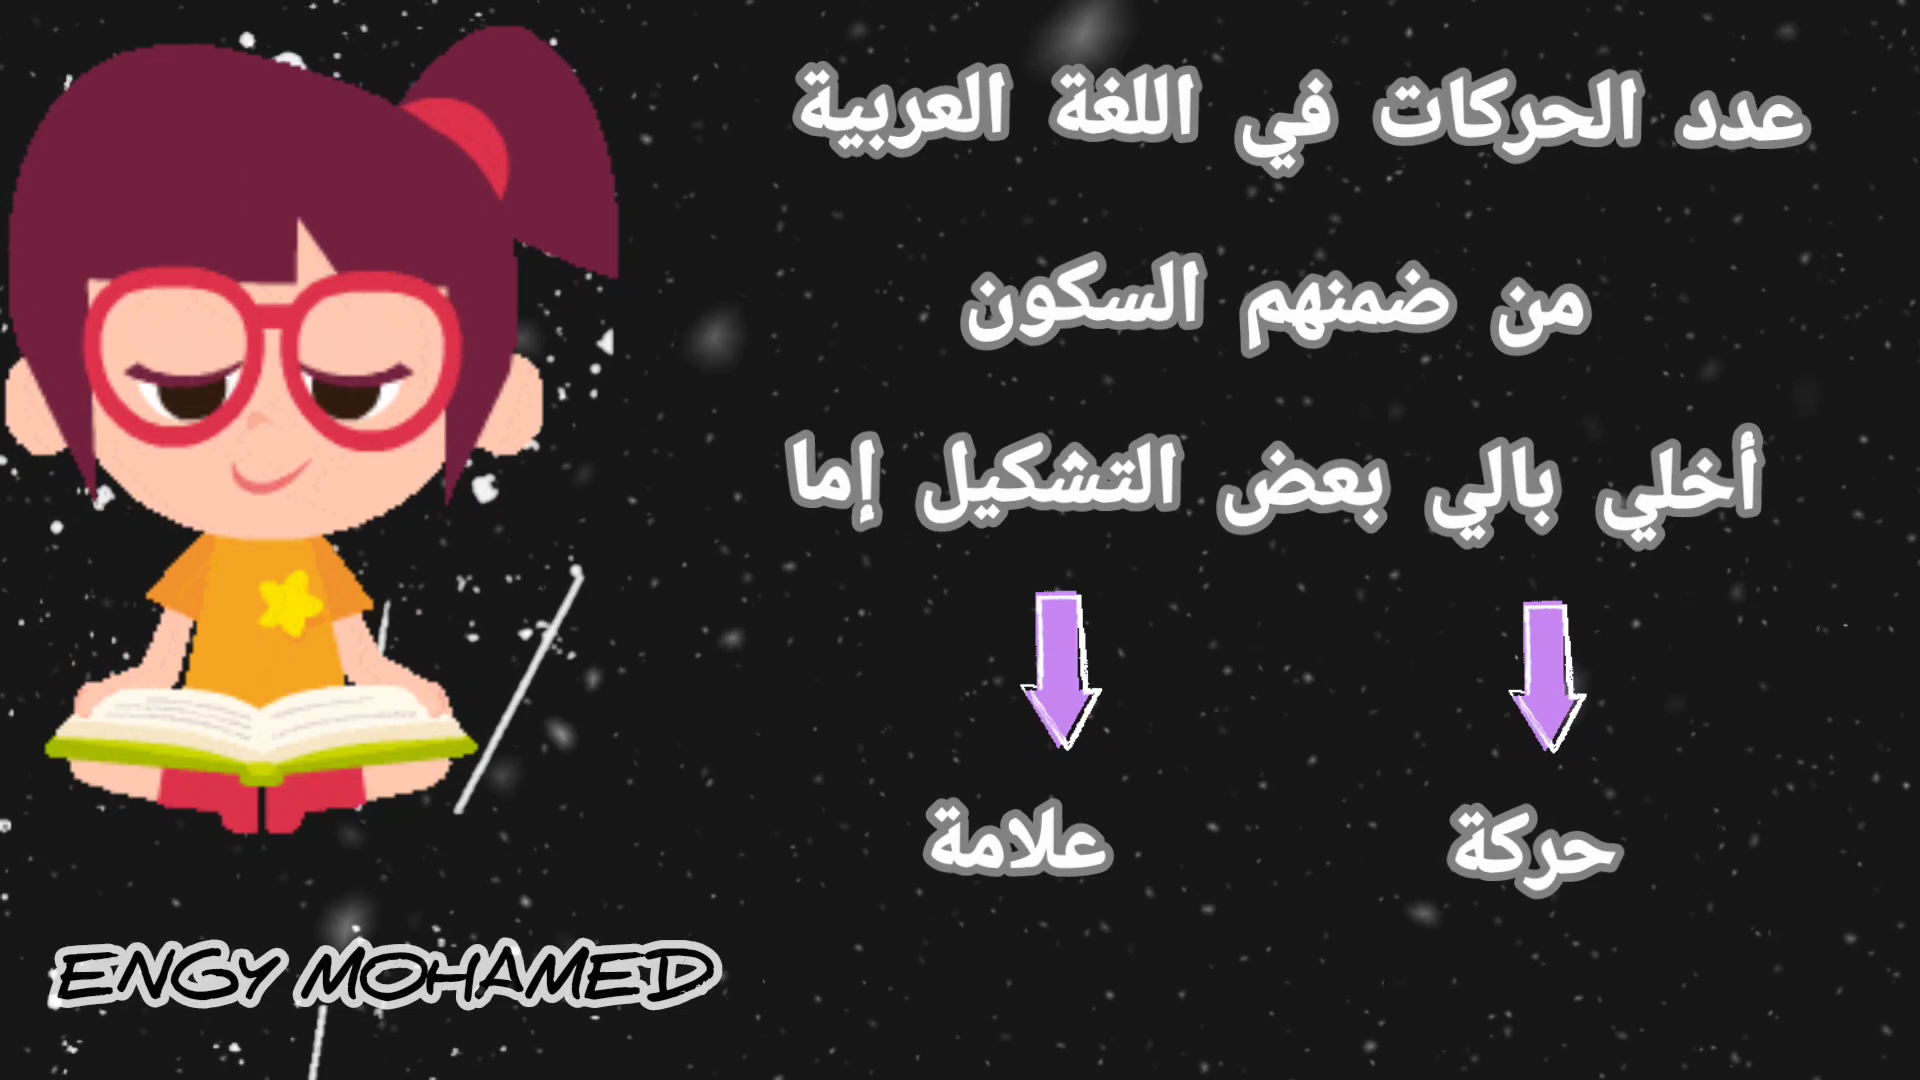 عدد الحركات في اللغة العربية
من ضمنهم السكون
أخلي بالي بعض التشكيل إما
حركة علامة
ENGY MOHAMED